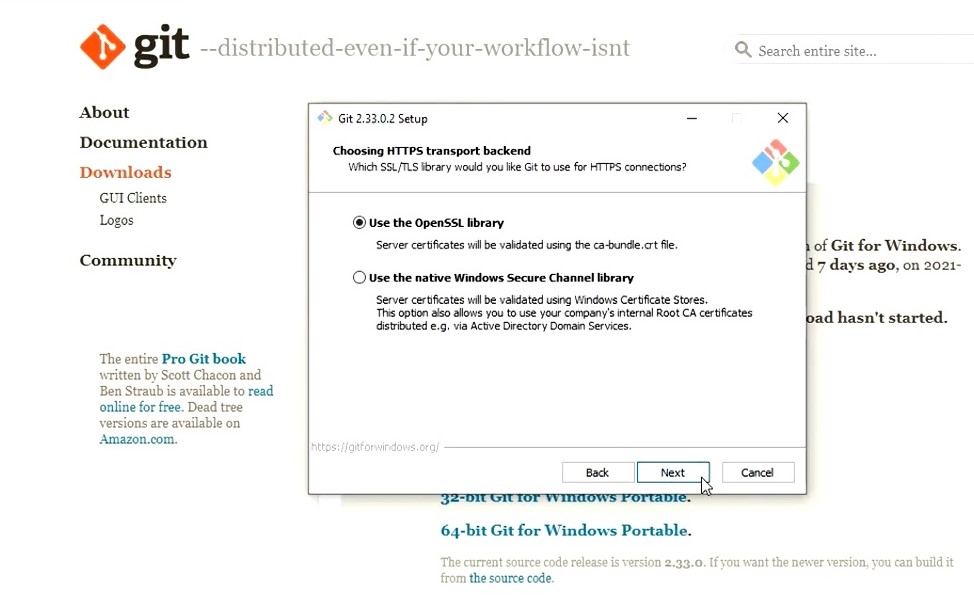 git --distributed-even-if-your-workflow-isnt
Search entire site...
About
Documentation
Downloads
GUI Clients
Logos
Community
The entire Pro Git book
written by Scott Chacon and
Ben Straub is available to read
online for free. Dead tree
versions are available on
Amazon.com.
Git 2.33.0.2 Setup
Choosing HTTPS transport backend
Which SSL/TLS library would you like Git to use for HTTPS connections?
Use the OpenSSL library
Server certificates will be validated using the ca-bundle.crt file.
Use the native Windows Secure Channel library
Server certificates will be validated using Windows Certificate Stores.
This option also allows you to use your company's internal Root CA certificates
distributed e.g. via Active Directory Domain Services.
https://gitforwindows.org/
Back
Next
Cancel
of Git for Windows.
7 days ago, on 2021-
hasn't started.
32-bit Git for Windows Portable.
64-bit Git for Windows Portable.
The current source code release is version 2.33.0. If you want the newer version, you can build it
from the source code.